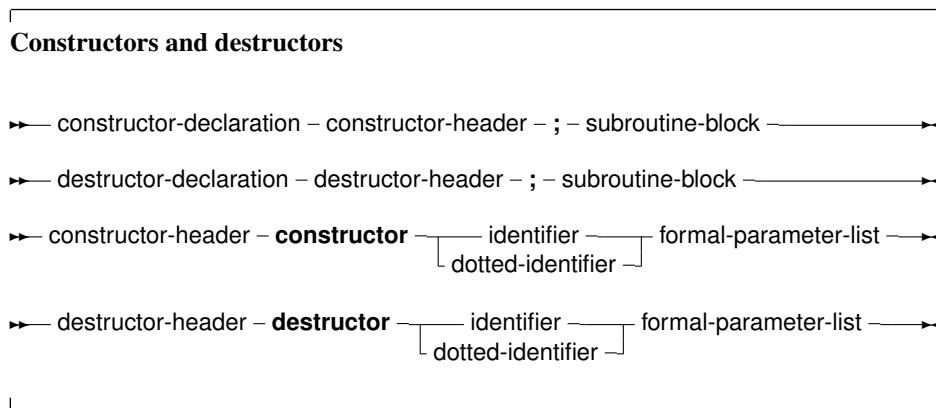 Constructors and destructors
constructor-declaration – constructor-header – ; – subroutine-block
destructor-declaration – destructor-header – ; – subroutine-block
constructor-header – constructor – identifier – formal-parameter-list
dotted-identifier
destructor-header – destructor – identifier – formal-parameter-list
dotted-identifier